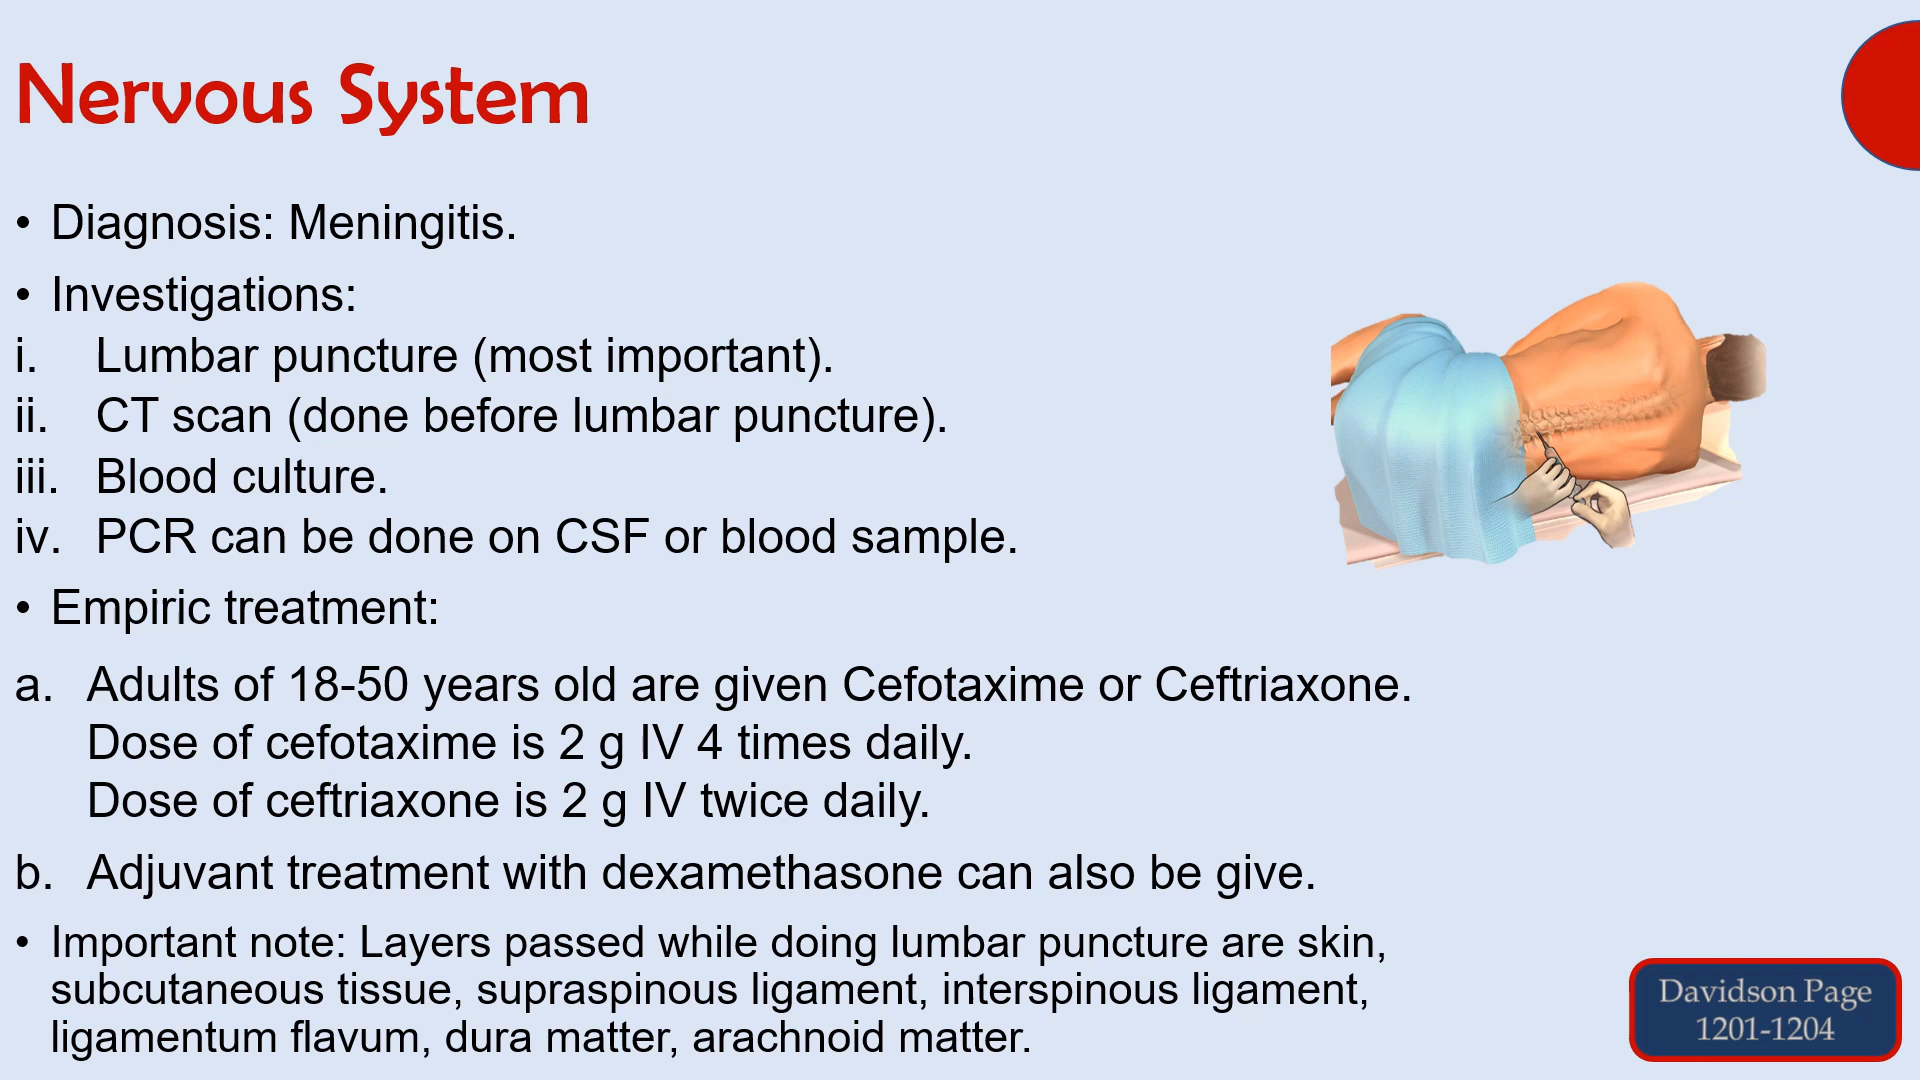 Nervous System
• Diagnosis: Meningitis.
• Investigations:
i. Lumbar puncture (most important).
ii. CT scan (done before lumbar puncture).
iii. Blood culture.
iv. PCR can be done on CSF or blood sample.
• Empiric treatment:
a. Adults of 18-50 years old are given Cefotaxime or Ceftriaxone.
Dose of cefotaxime is 2 g IV 4 times daily.
Dose of ceftriaxone is 2 g IV twice daily.
b. Adjuvant treatment with dexamethasone can also be give.
• Important note: Layers passed while doing lumbar puncture are skin,
subcutaneous tissue, supraspinous ligament, interspinous ligament,
ligamentum flavum, dura matter, arachnoid matter.
Davidson Page
1201-1204